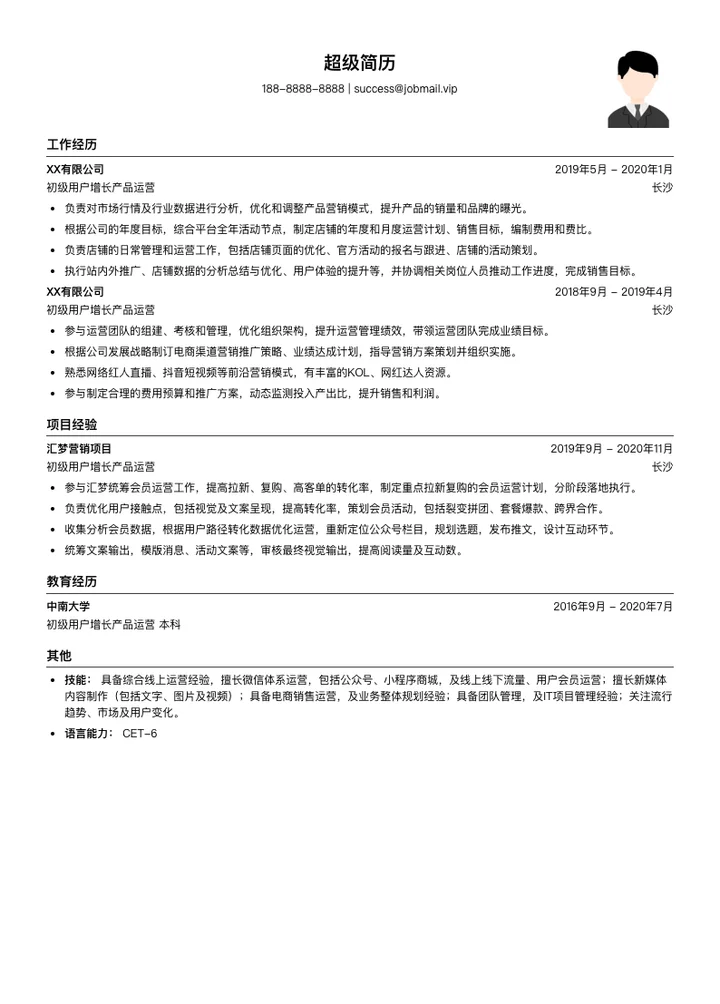 超级简历
188-8888-8888 | success@jobmail.vip
工作经历
XX有限公司 2019年5月 – 2020年1月
初级用户增长产品运营 长沙
• 负责对市场行情及行业数据进行分析，优化和调整产品营销模式，提升产品的销量和品牌的曝光。
• 根据公司的年度目标，综合平台全年活动节点，制定店铺的年度和月度运营计划、销售目标，编制费用和费比。
• 负责店铺的日常管理和运营工作，包括店铺页面的优化、官方活动的报名与跟进、店铺的活动策划。
• 执行站内外推广、店铺数据的分析总结与优化、用户体验的提升等，并协调相关岗位人员推动工作进度，完成销售目标。
XX有限公司 2018年9月 – 2019年4月
初级用户增长产品运营 长沙
• 参与运营团队的组建、考核和管理，优化组织架构，提升运营管理绩效，带领运营团队完成业绩目标。
• 根据公司发展战略制订电商渠道营销推广策略、业绩达成计划，指导营销方案策划并组织实施。
• 熟悉网络红人直播、抖音短视频等前沿营销模式，有丰富的KOL、网红达人资源。
• 参与制定合理的费用预算和推广方案，动态监测投入产出比，提升销售和利润。
项目经验
汇梦营销项目 2019年9月 – 2020年11月
初级用户增长产品运营 长沙
• 参与汇梦统筹会员运营工作，提高拉新、复购、高客单的转化率，制定重点拉新复购的会员运营计划，分阶段落地执行。
• 负责优化用户接触点，包括视觉及文案呈现，提高转化率，策划会员活动，包括裂变拼团、套餐爆款、跨界合作。
• 收集分析会员数据，根据用户路径转化数据优化运营，重新定位公众号栏目，规划选题，发布推文，设计互动环节。
• 统筹文案输出，模版消息、活动文案等，审核最终视觉输出，提高阅读量及互动数。
教育经历
中南大学 2016年9月 – 2020年7月
初级用户增长产品运营 本科
其他
• 技能： 具备综合线上运营经验，擅长微信体系运营，包括公众号、小程序商城，及线上线下流量、用户会员运营；擅长新媒体
内容制作（包括文字、图片及视频）；具备电商销售运营，及业务整体规划经验；具备团队管理，及IT项目管理经验；关注流行
趋势、市场及用户变化。
• 语言能力： CET-6